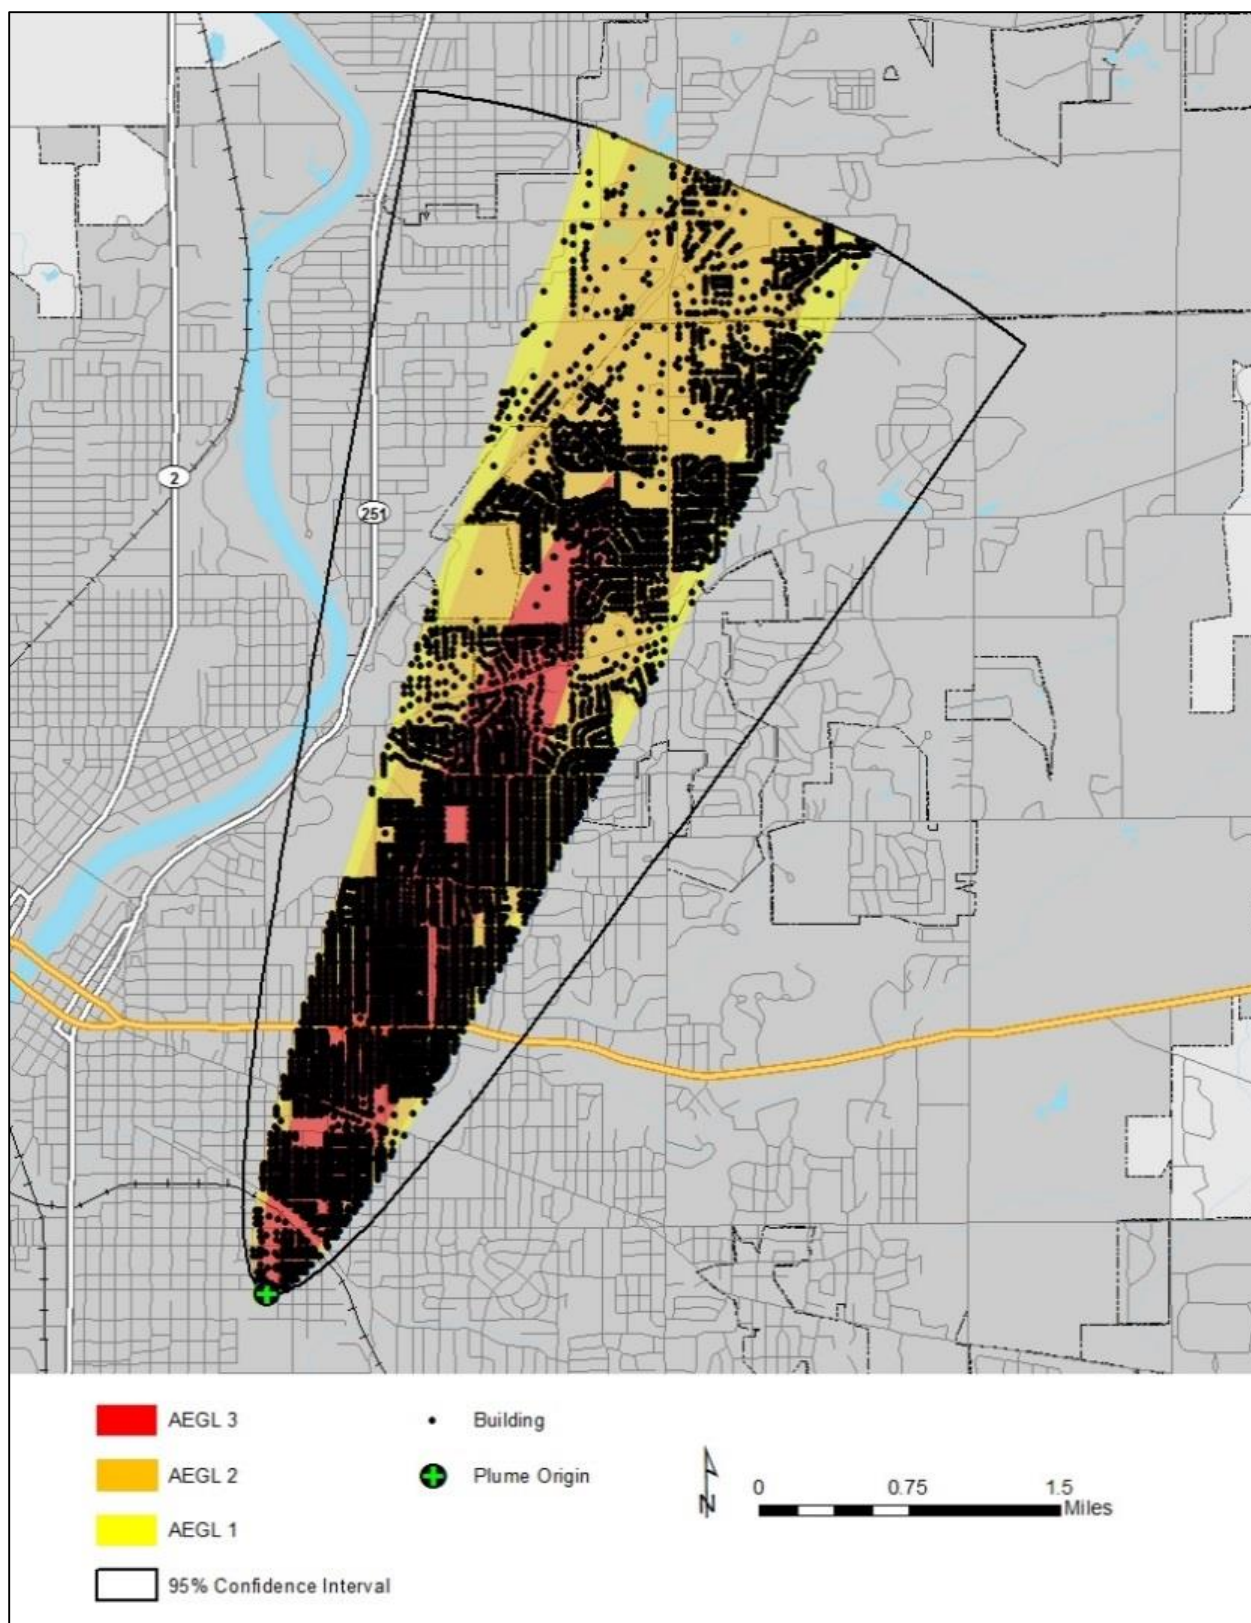 2
251
AEGL 3
AEGL 2
AEGL 1
95% Confidence Interval
Building
Plume Origin
N
0 0.75 1.5
Miles